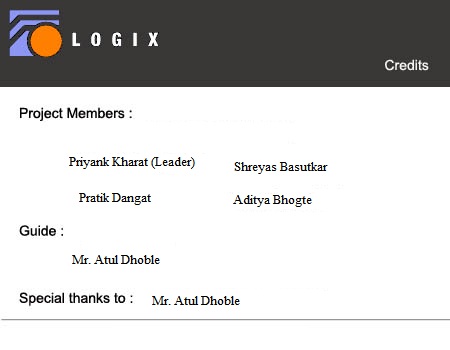 LOGIX
Credits
Project Members :
Priyank Kharat (Leader) Shreyas Basutkar
Pratik Dangat Aditya Bhogte
Guide :
Mr. Atul Dhoble
Special thanks to : Mr. Atul Dhoble